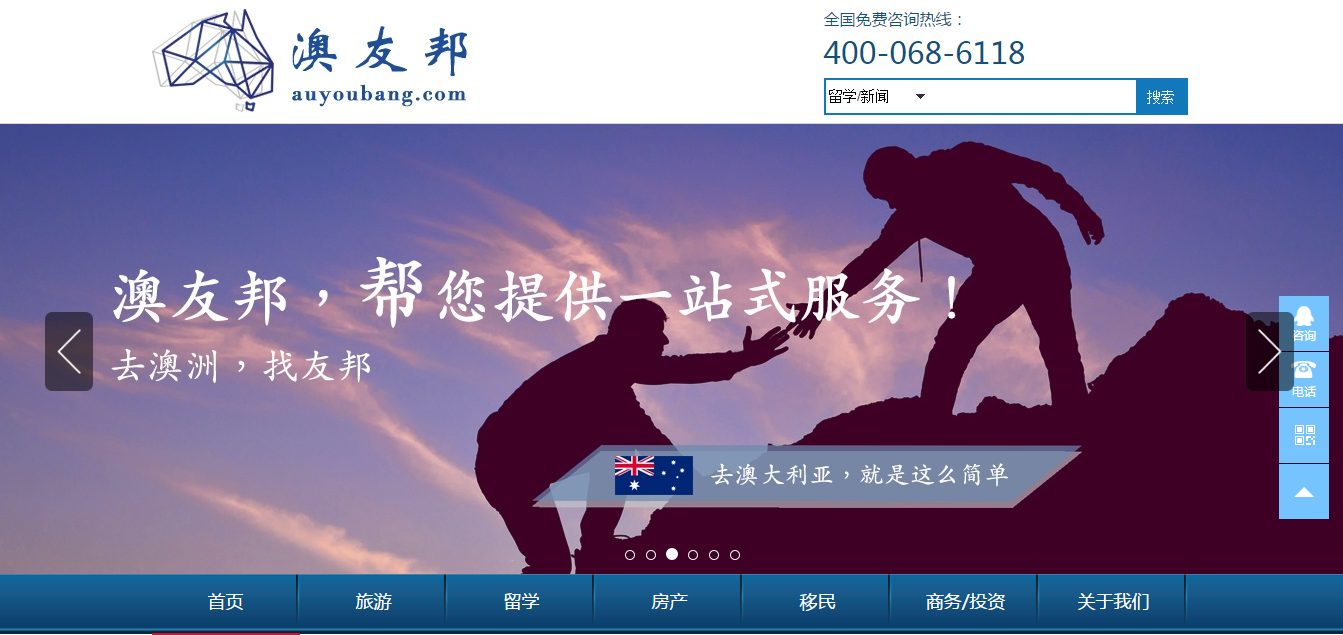 澳友邦
auyoubang.com
全国免费咨询热线：
400-068-6118
留学/新闻
搜索
澳友邦，帮您提供一站式服务！
去澳洲，找友邦
咨询
电话
去澳大利亚，就是这么简单
首页
旅游
留学
房产
移民
商务/投资
关于我们